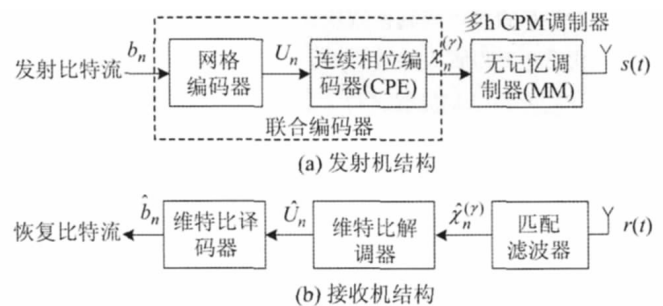 多h CPM调制器
发射比特流 b_n 网格编码器 U_n 连续相位编码器(CPE) χ_n^(γ) 无记忆调制器(MM) s(t)
联合编码器
(a) 发射机结构
恢复比特流 b̂_n 维特比译码器 Û_n 维特比解调器 χ̂_n^(γ) 匹配滤波器 r(t)
(b) 接收机结构